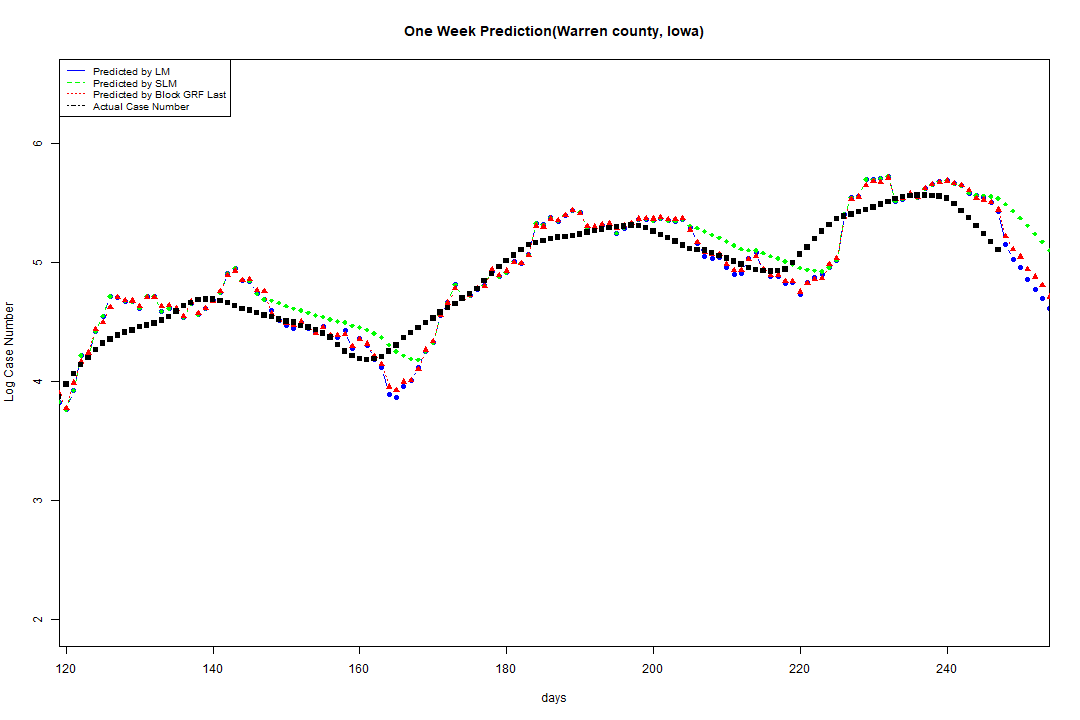 One Week Prediction(Warren county, Iowa)
Predicted by LM
Predicted by SLM
Predicted by Block GRF Last
Actual Case Number
Log Case Number
6
5
4
3
2
120 140 160 180 200 220 240
days